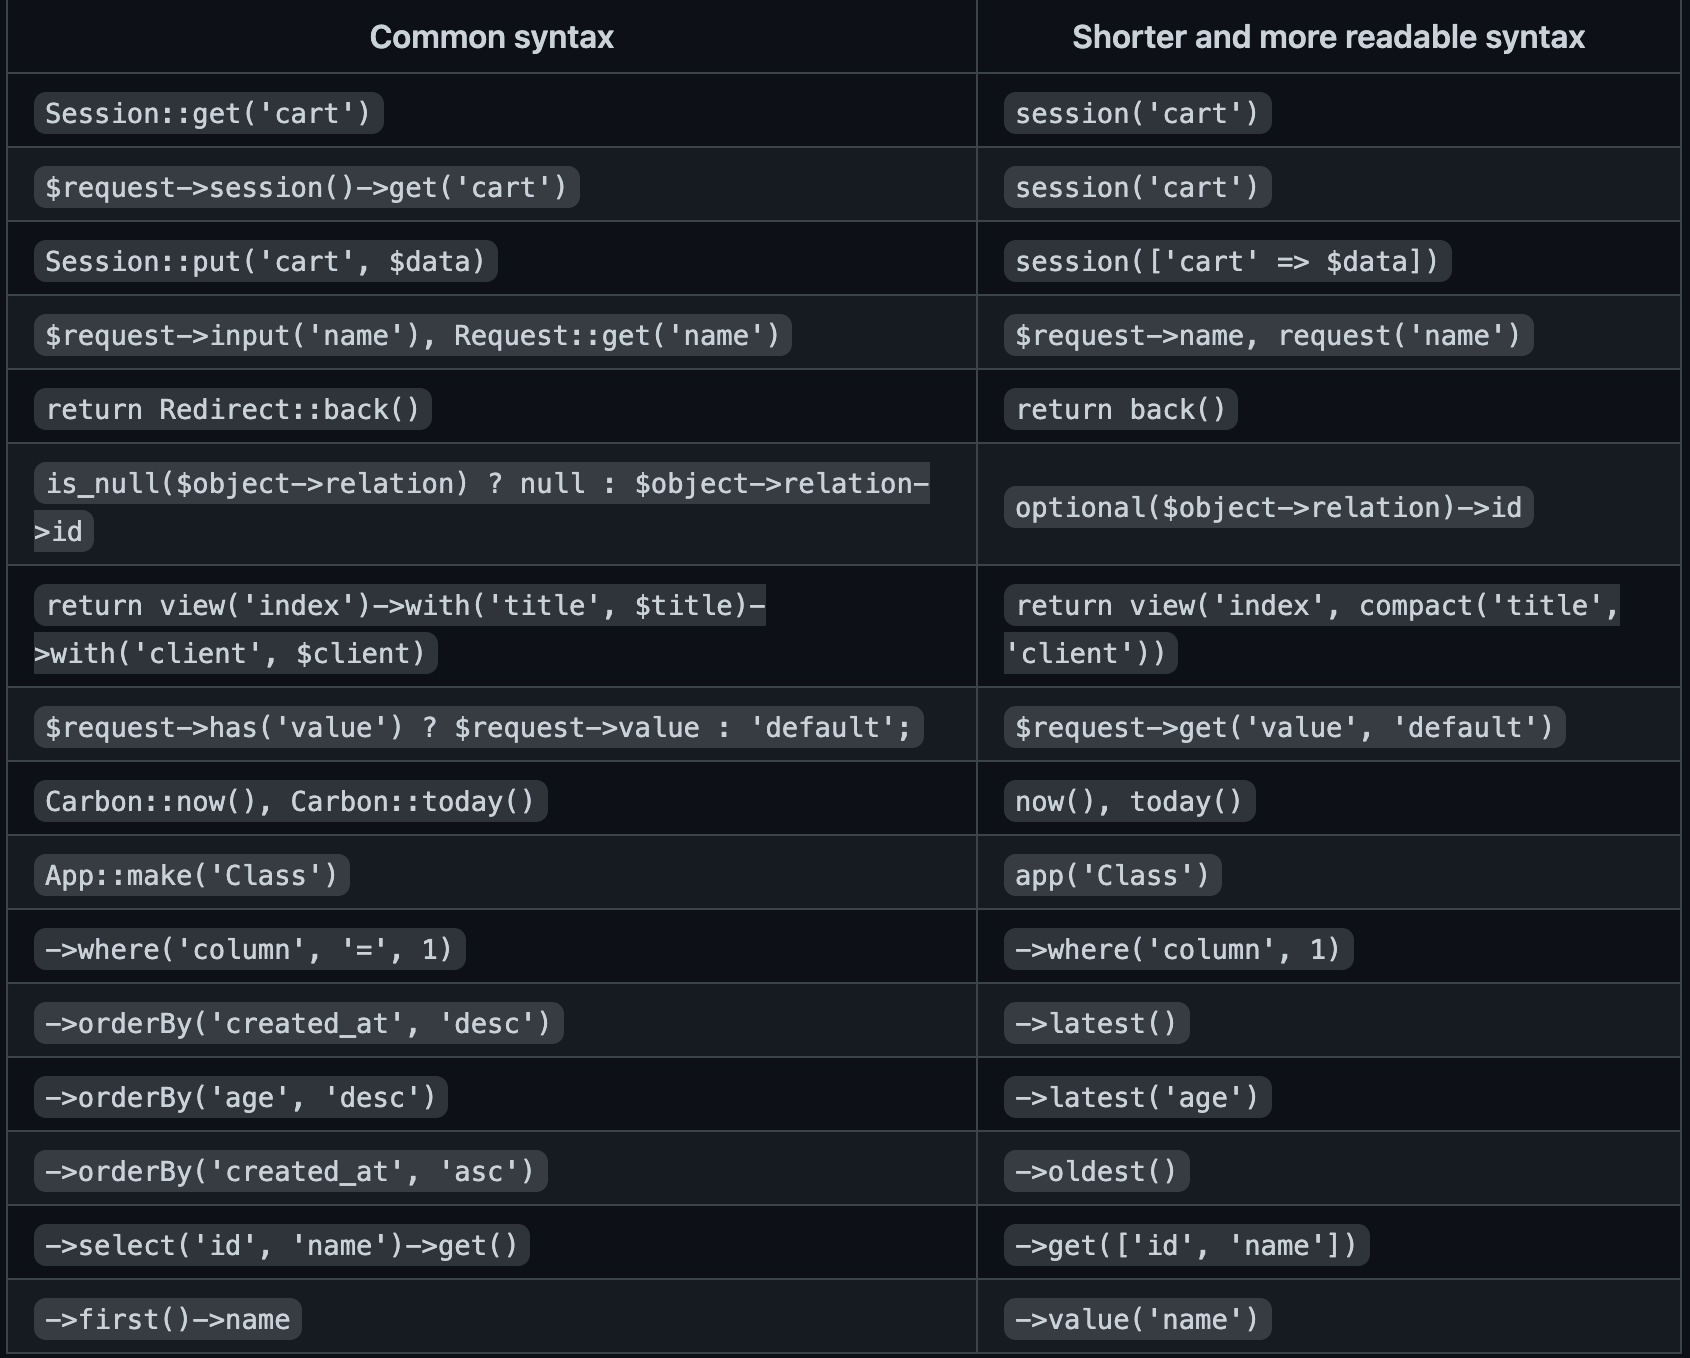 Common syntax Shorter and more readable syntax
Session::get('cart') session('cart')
$request->session()->get('cart') session('cart')
Session::put('cart', $data) session(['cart' => $data])
$request->input('name'), Request::get('name') $request->name, request('name')
return Redirect::back() return back()
is_null($object->relation) ? null : $object->relation-
>id
optional($object->relation)->id
return view('index')->with('title', $title)-
>with('client', $client)
return view('index', compact('title',
'client'))
$request->has('value') ? $request->value : 'default'; $request->get('value', 'default')
Carbon::now(), Carbon::today() now(), today()
App::make('Class') app('Class')
->where('column', '=', 1) ->where('column', 1)
->orderBy('created_at', 'desc') ->latest()
->orderBy('age', 'desc') ->latest('age')
->orderBy('created_at', 'asc') ->oldest()
->select('id', 'name')->get() ->get(['id', 'name'])
->first()->name ->value('name')